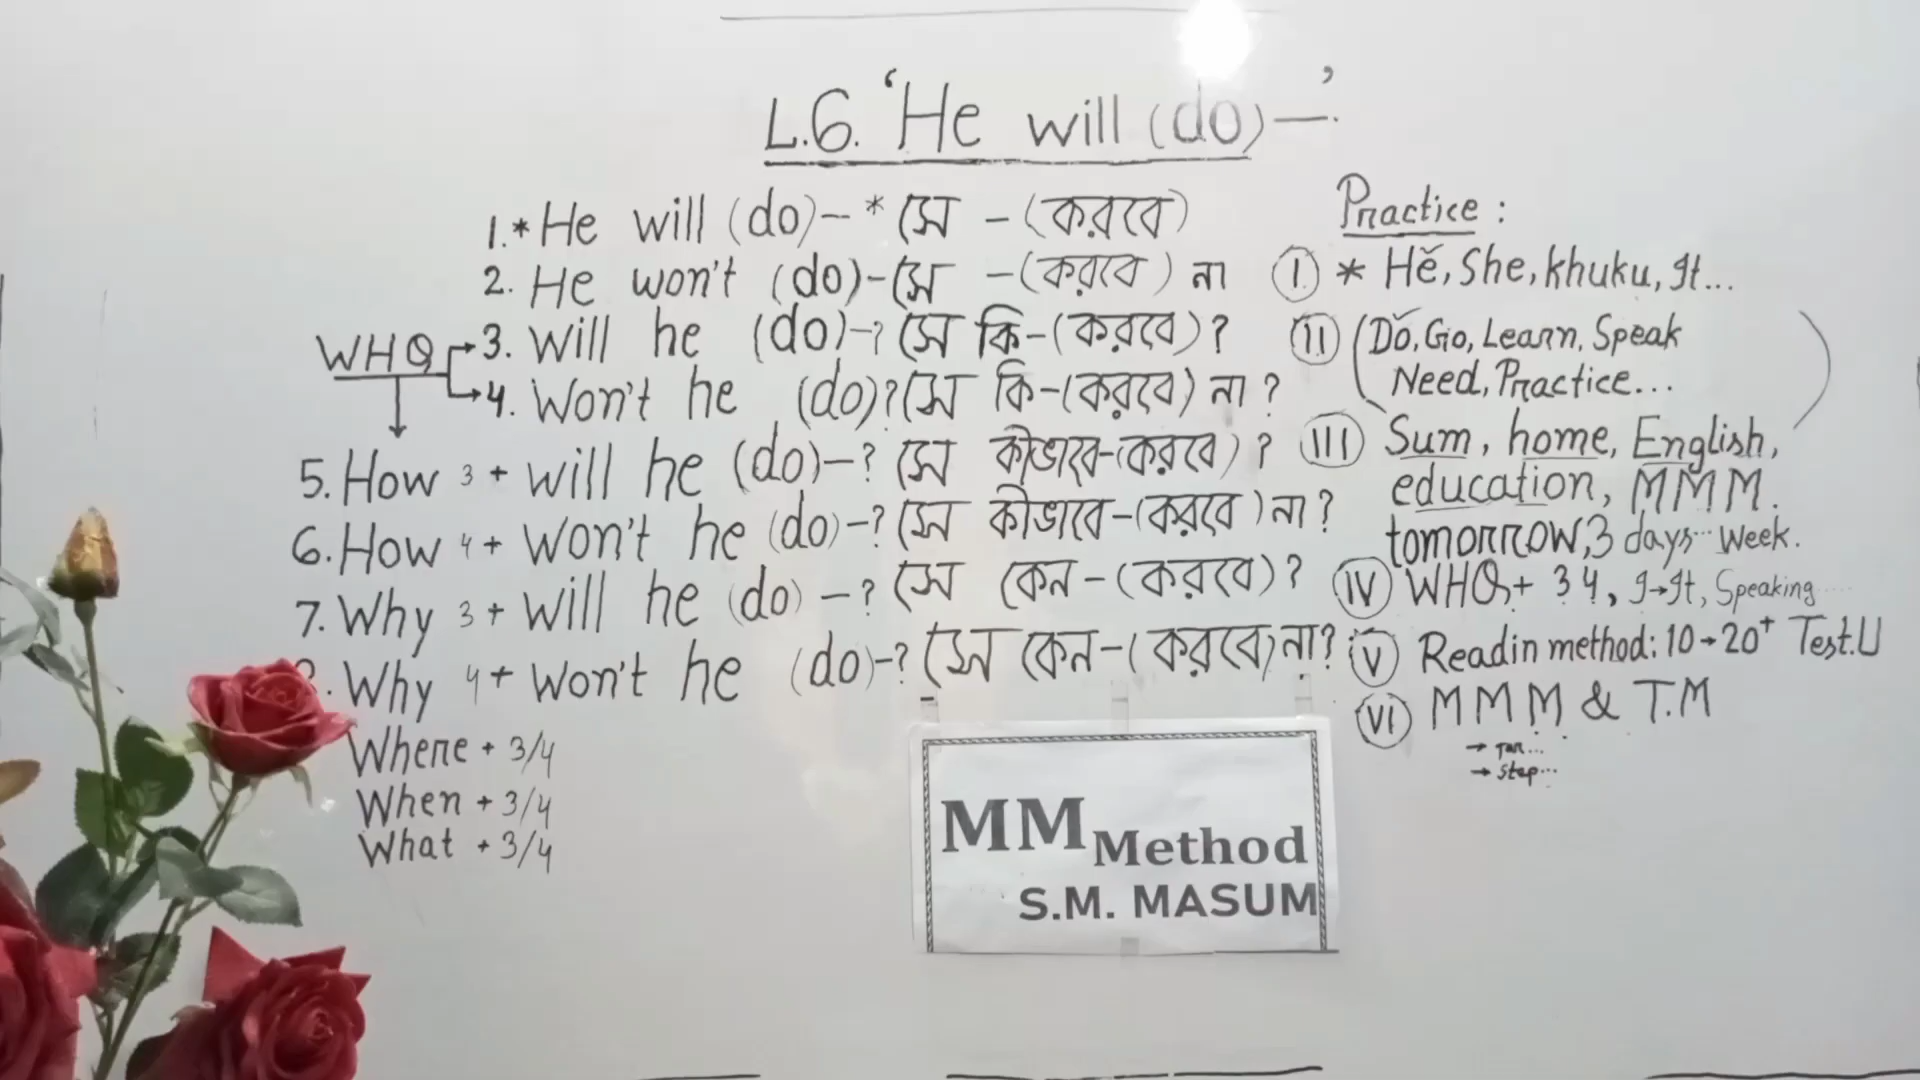 L.6. 'He will (do)—'.
1.* He will (do)– * সে – (করবে)
2. He won't (do)–সে –(করবে) না
WHQ
3. Will he (do)–? সে কি–(করবে)?
4. Won't he (do)? সে কি–(করবে) না?
5. How 3 + will he (do)–? সে কীভাবে–(করবে)?
6. How 4 + Won't he (do)–? সে কীভাবে–(করবে) না?
7. Why 3 + will he (do) –? সে কেন – (করবে)?
. Why 4 + Won't he (do)–? সে কেন–(করবে) না?
Where + 3/4
When + 3/4
What + 3/4
Practice:
I * He, She, khuku, It...
II (Do, Go, Learn, Speak
Need, Practice... )
III Sum, home, English,
education, MMM.
tomorrow, 3 days... Week.
IV WHQ + 3 4, I→It, Speaking....
V Readin method: 10→20+ Test.U
VI MMM & T.M
→ Tar...
→ Step...
MM Method
S.M. MASUM